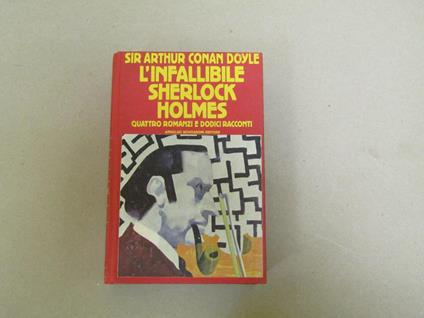 SIR ARTHUR CONAN DOYLE
L'INFALLIBILE
SHERLOCK
HOLMES
QUATTRO ROMANZI E DODICI RACCONTI
ARNOLDO MONDADORI EDITORE